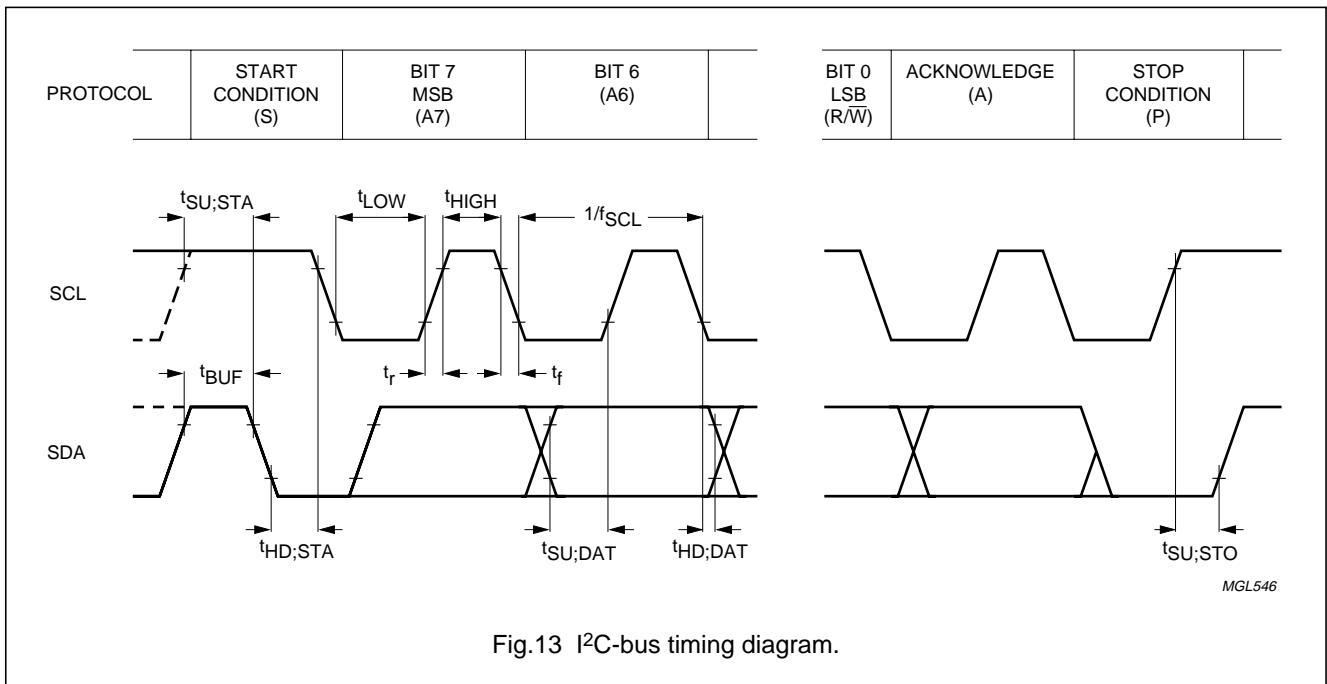 PROTOCOL
START
CONDITION
(S)
BIT 7
MSB
(A7)
BIT 6
(A6)
BIT 0
LSB
(R/W̅)
ACKNOWLEDGE
(A)
STOP
CONDITION
(P)
tSU;STA
tLOW
tHIGH
1/fSCL
SCL
tBUF
tr
tf
SDA
tHD;STA
tSU;DAT
tHD;DAT
tSU;STO
MGL546
Fig.13 I²C-bus timing diagram.